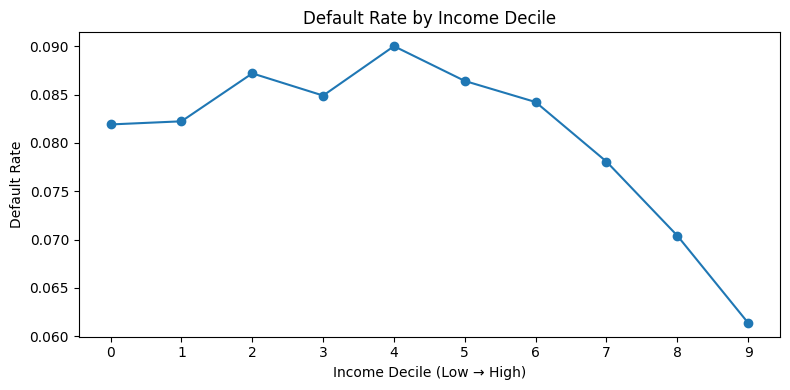 Default Rate by Income Decile
0.090
0.085
0.080
0.075
0.070
0.065
0.060
Default Rate
0 1 2 3 4 5 6 7 8 9
Income Decile (Low → High)